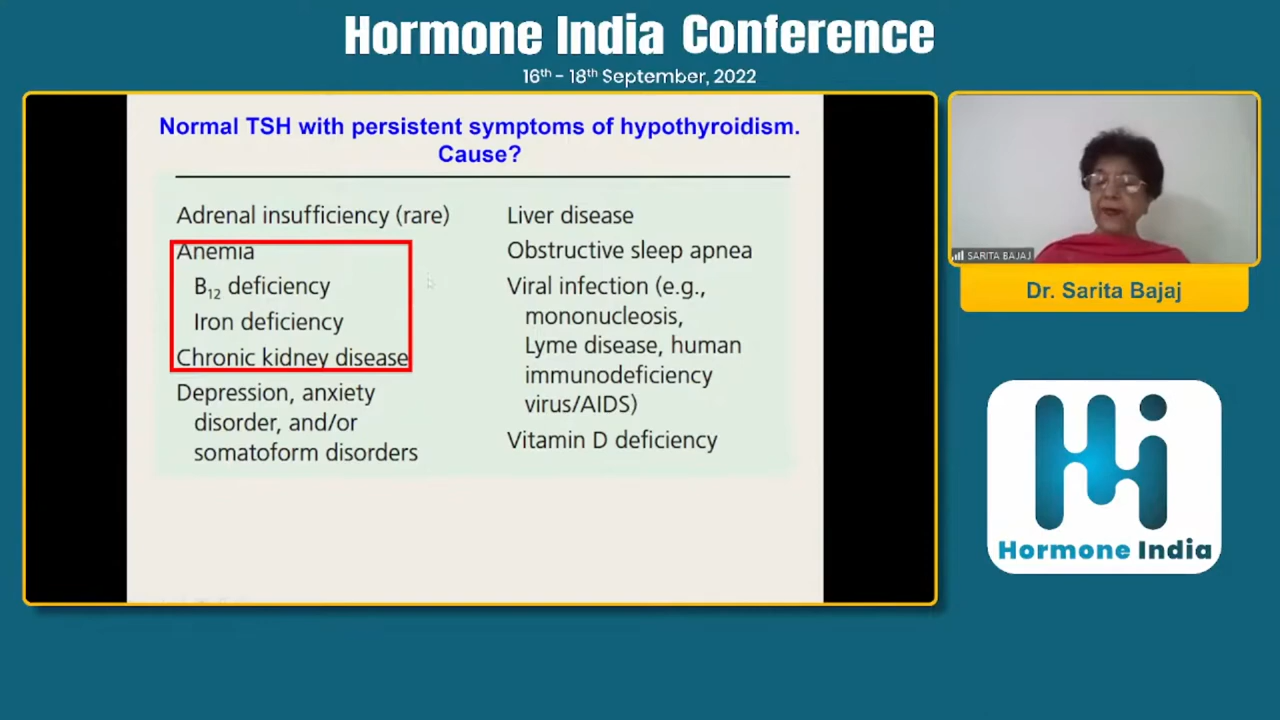 Hormone India Conference
16th - 18th September, 2022
Normal TSH with persistent symptoms of hypothyroidism.
Cause?
Adrenal insufficiency (rare)
Anemia
B12 deficiency
Iron deficiency
Chronic kidney disease
Depression, anxiety
disorder, and/or
somatoform disorders
Liver disease
Obstructive sleep apnea
Viral infection (e.g.,
mononucleosis,
Lyme disease, human
immunodeficiency
virus/AIDS)
Vitamin D deficiency
SARITA BAJAJ
Dr. Sarita Bajaj
Hormone India